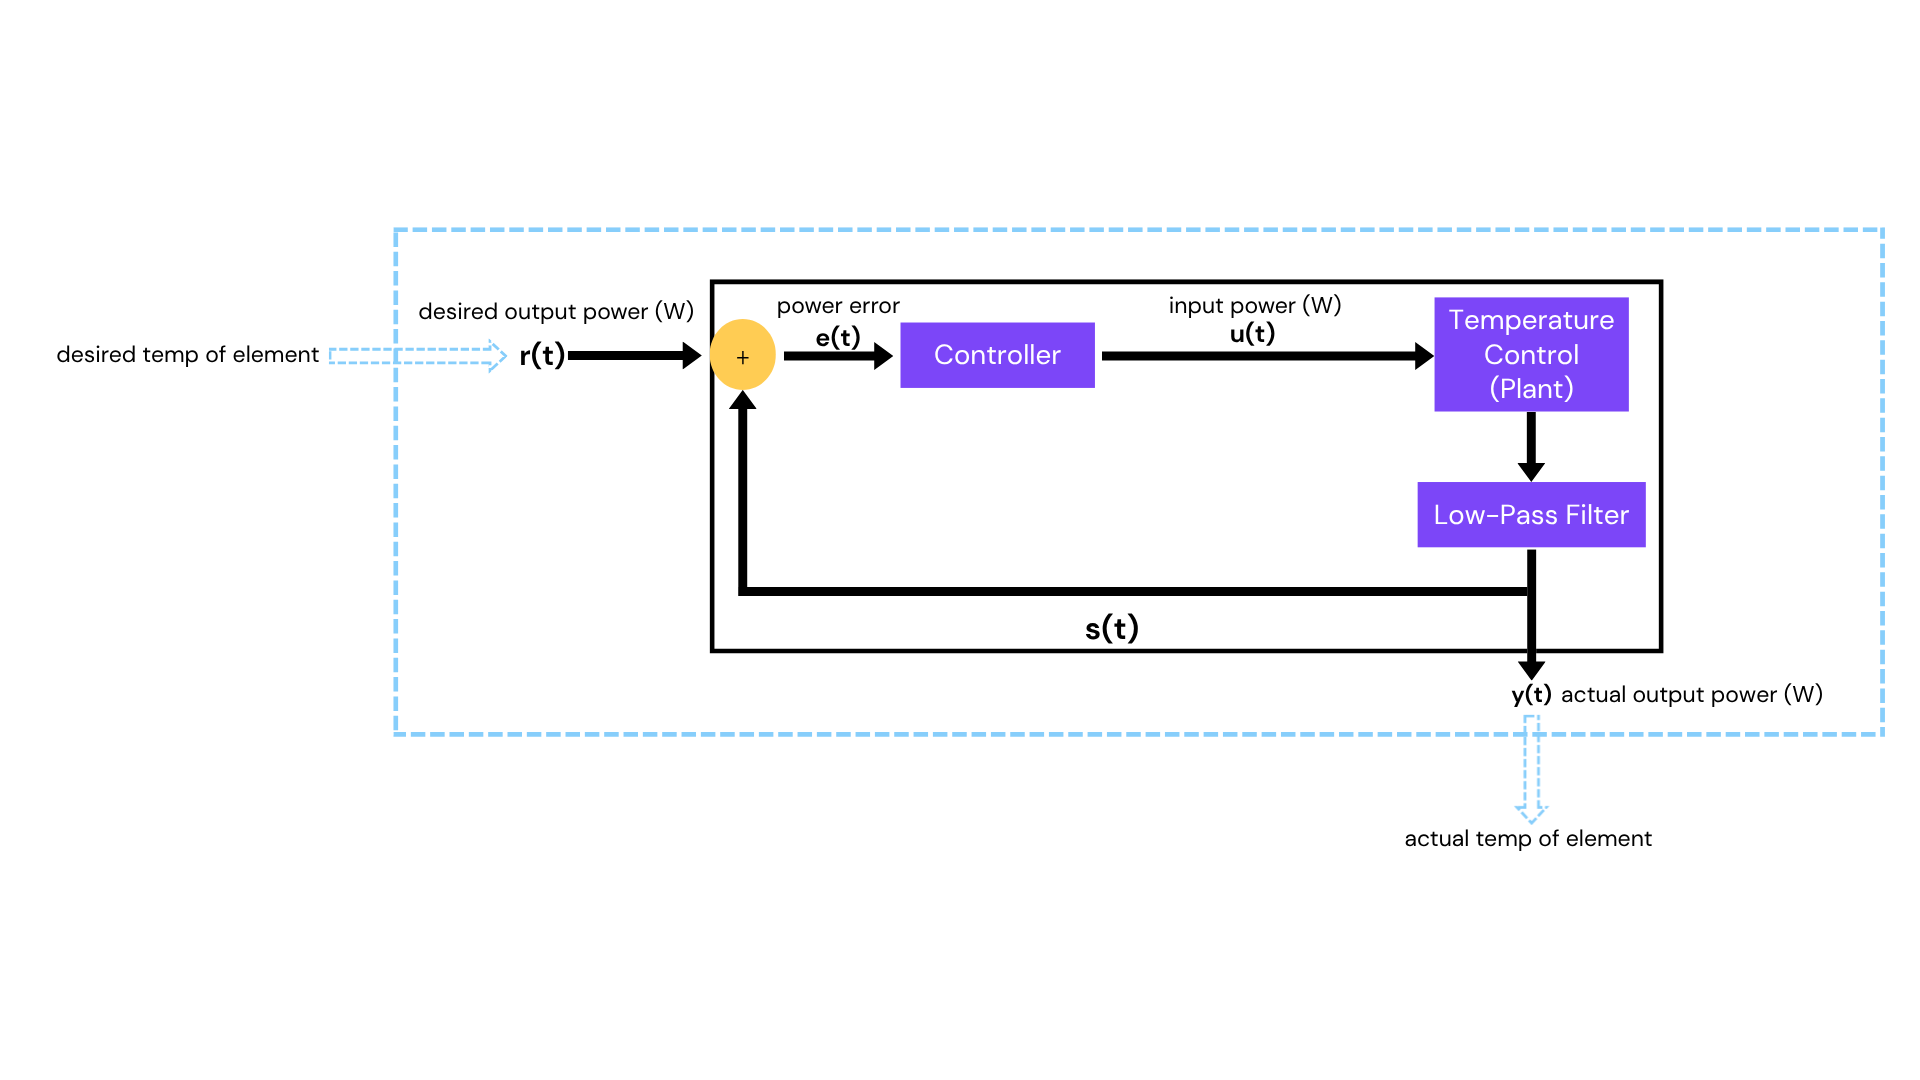 desired temp of element
desired output power (W)
r(t)
+
power error
e(t)
Controller
input power (W)
u(t)
Temperature
Control
(Plant)
Low-Pass Filter
s(t)
y(t) actual output power (W)
actual temp of element